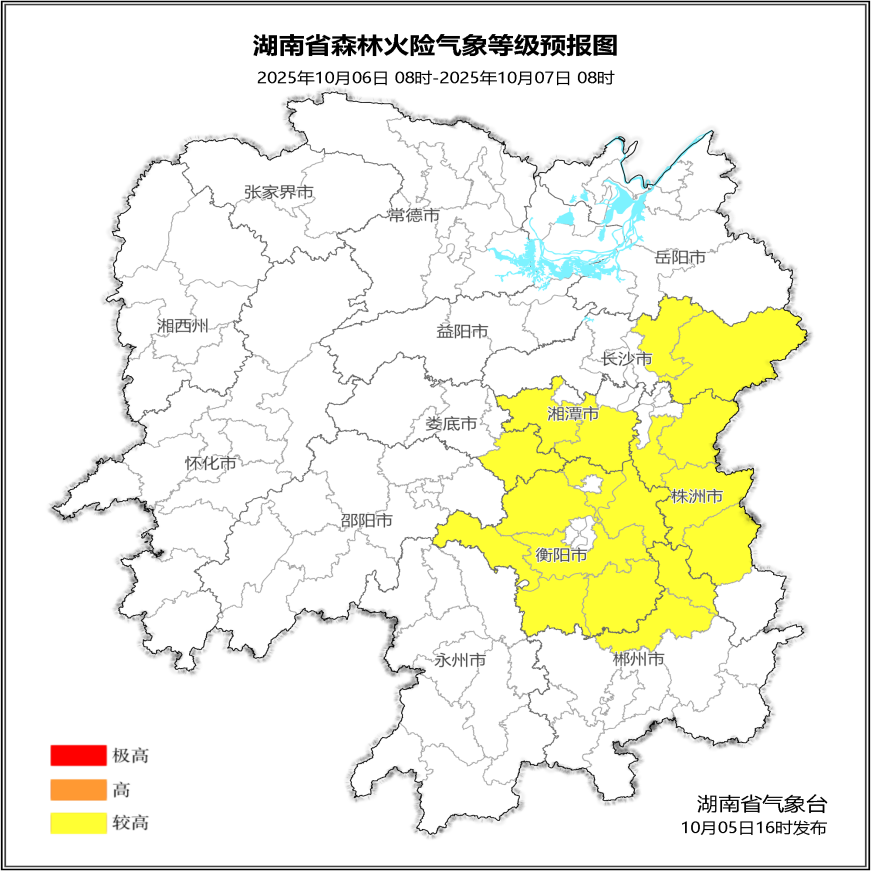 湖南省森林火险气象等级预报图
2025年10月06日 08时-2025年10月07日 08时
张家界市
常德市
岳阳市
湘西州
益阳市
长沙市
湘潭市
娄底市
怀化市
株洲市
邵阳市
衡阳市
永州市
郴州市
极高
高
较高
湖南省气象台
10月05日16时发布